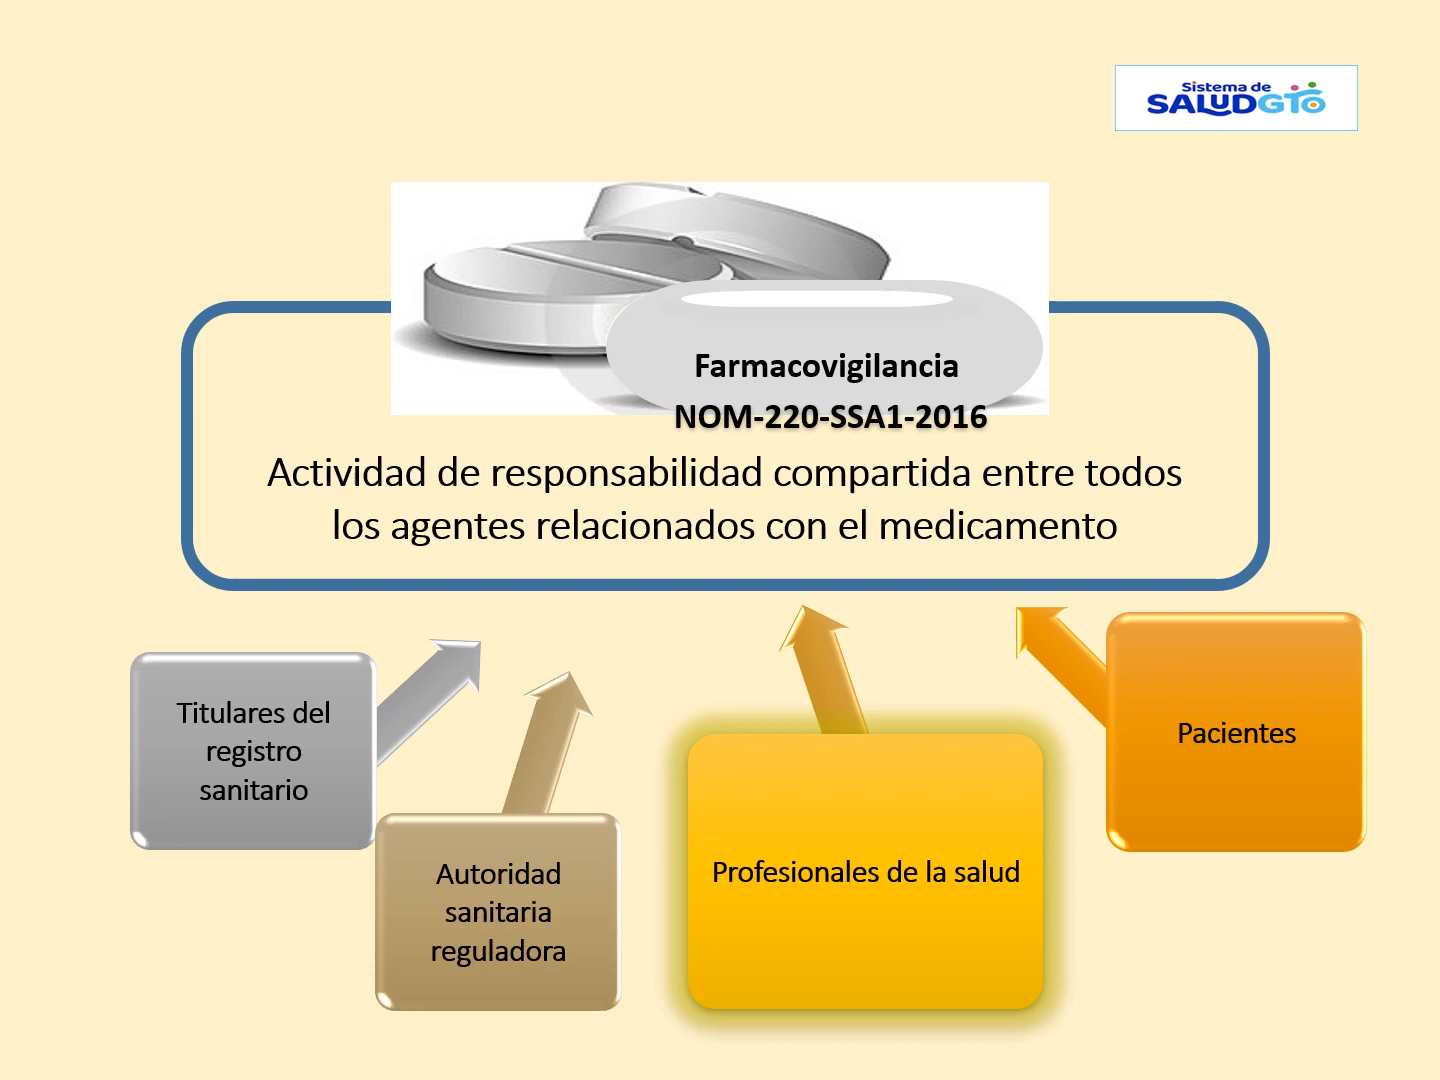 Sistema de
SALUDGTO
Farmacovigilancia
NOM-220-SSA1-2016
Actividad de responsabilidad compartida entre todos
los agentes relacionados con el medicamento
Titulares del
registro
sanitario
Autoridad
sanitaria
reguladora
Profesionales de la salud
Pacientes